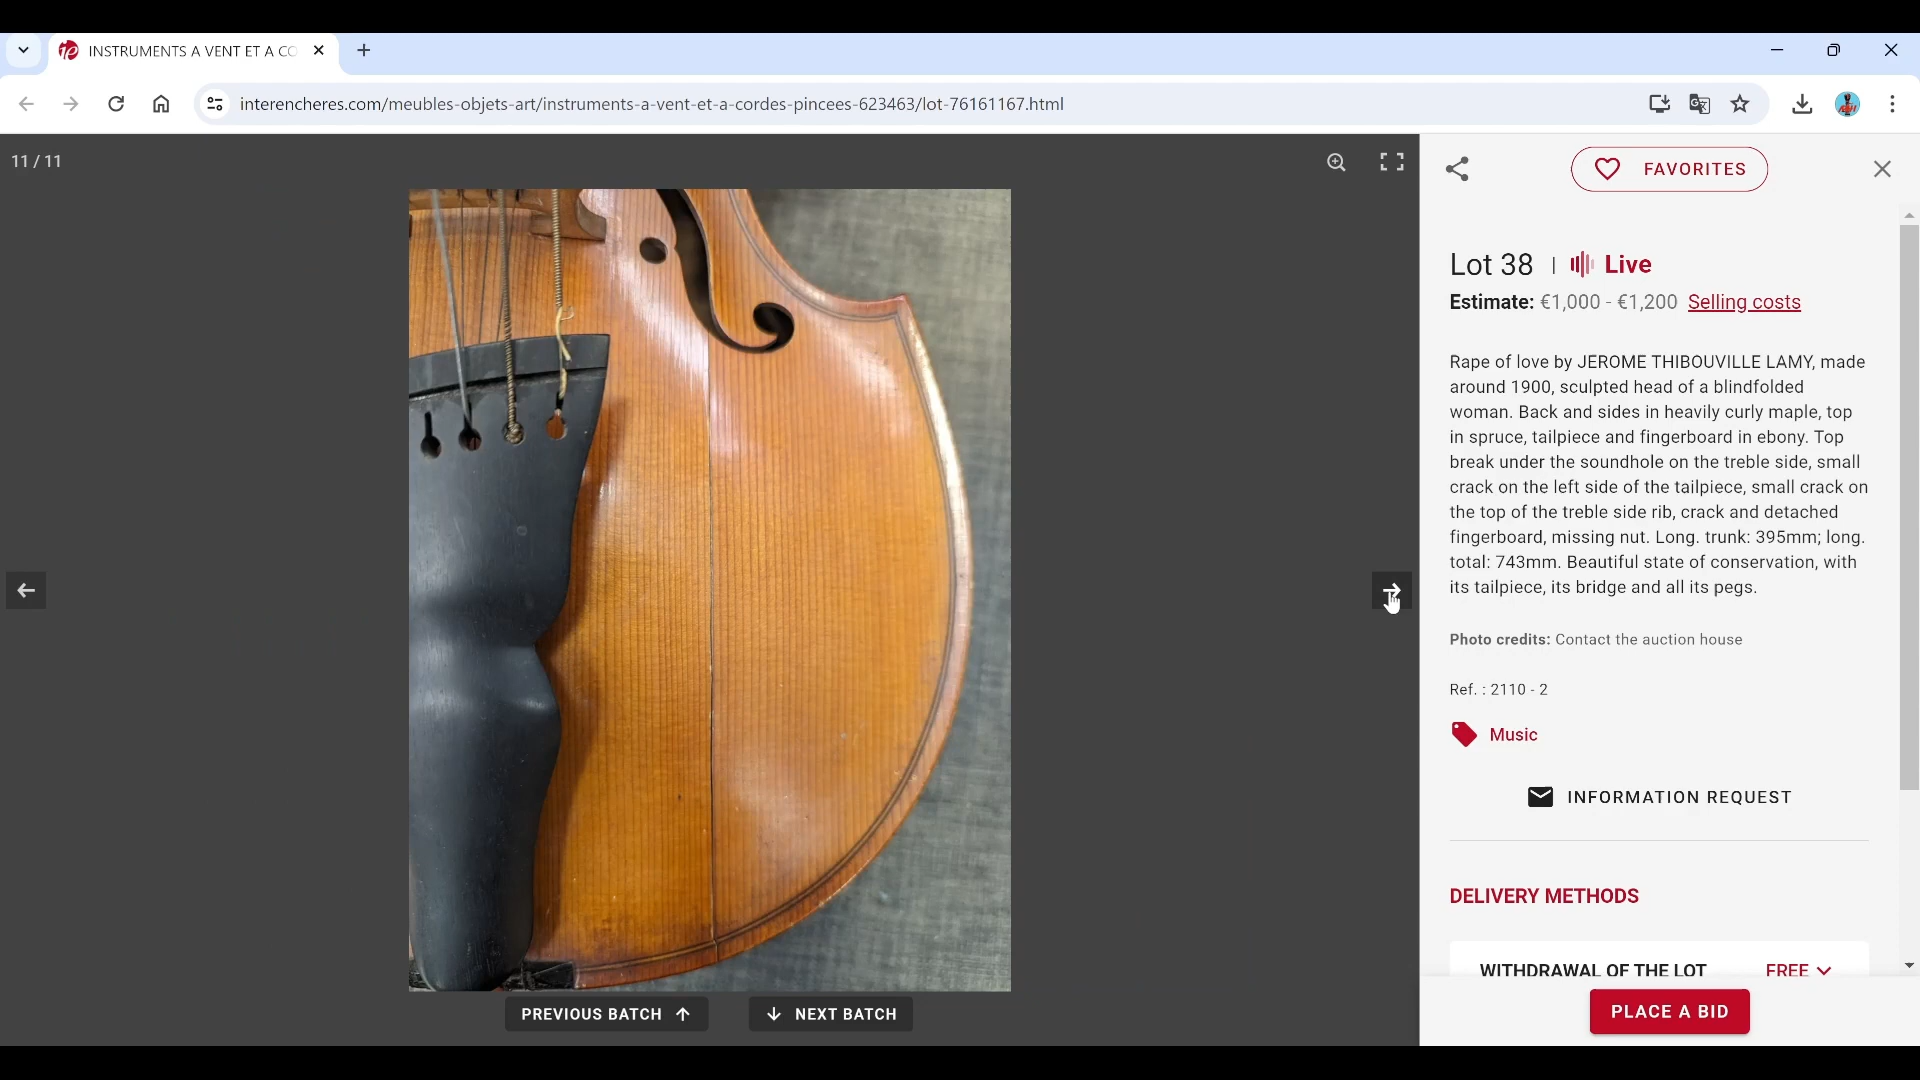 INSTRUMENTS A VENT ET A CO
interencheres.com/meubles-objets-art/instruments-a-vent-et-a-cordes-pincees-623463/lot-76161167.html
11 / 11
FAVORITES
Lot 38 | Live
Estimate: €1,000 - €1,200 Selling costs
Rape of love by JEROME THIBOUVILLE LAMY, made
around 1900, sculpted head of a blindfolded
woman. Back and sides in heavily curly maple, top
in spruce, tailpiece and fingerboard in ebony. Top
break under the soundhole on the treble side, small
crack on the left side of the tailpiece, small crack on
the top of the treble side rib, crack and detached
fingerboard, missing nut. Long. trunk: 395mm; long.
total: 743mm. Beautiful state of conservation, with
its tailpiece, its bridge and all its pegs.
Photo credits: Contact the auction house
Ref. : 2110 - 2
Music
INFORMATION REQUEST
DELIVERY METHODS
WITHDRAWAL OF THE LOT FREE
PREVIOUS BATCH NEXT BATCH
PLACE A BID